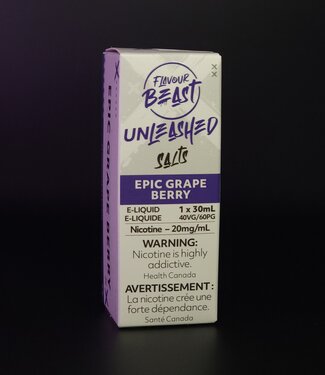 FLAVOUR
BEAST
UNLEASHED
SALTS
EPIC GRAPE
BERRY
E-LIQUID 1 x 30mL
E-LIQUIDE 40VG/60PG
Nicotine – 20mg/mL
WARNING:
Nicotine is highly
addictive.
Health Canada
AVERTISSEMENT:
La nicotine crée une
forte dépendance.
Santé Canada
EPIC GRAPE BERRY